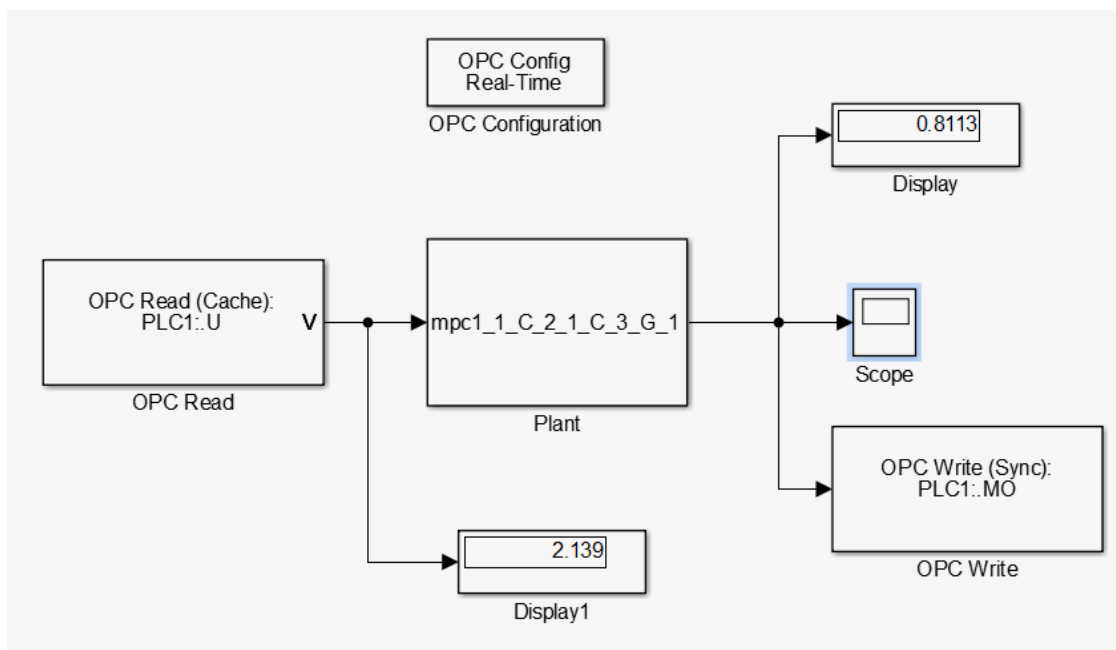 OPC Config
Real-Time
OPC Configuration
0.8113
Display
OPC Read (Cache):
PLC1:.U
V
OPC Read
mpc1_1_C_2_1_C_3_G_1
Plant
Scope
OPC Write (Sync):
PLC1:.MO
OPC Write
2.139
Display1